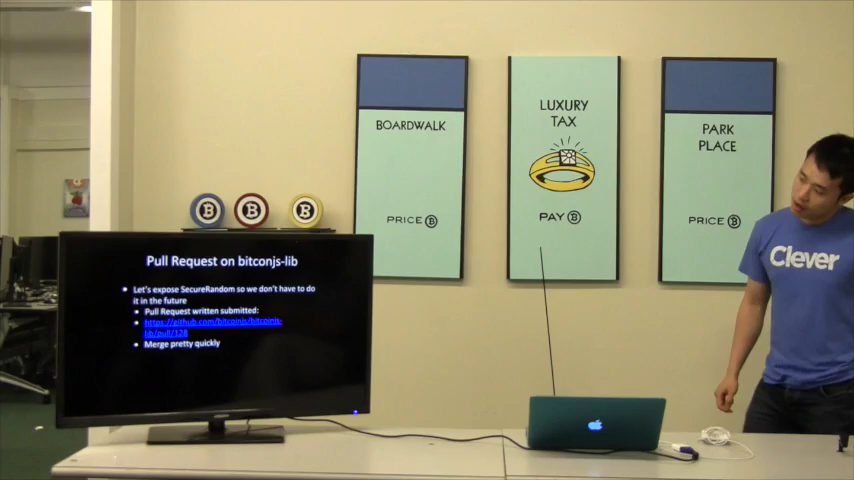 BOARDWALK
PRICE B
LUXURY
TAX
PAY B
PARK
PLACE
PRICE B
B B B
Clever
Pull Request on bitconjs-lib
Let's expose SecureRandom so we don't have to do
it in the future
Pull Request written submitted:
https://github.com/bitcoinjs/bitcoinjs-
lib/pull/128
Merge pretty quickly